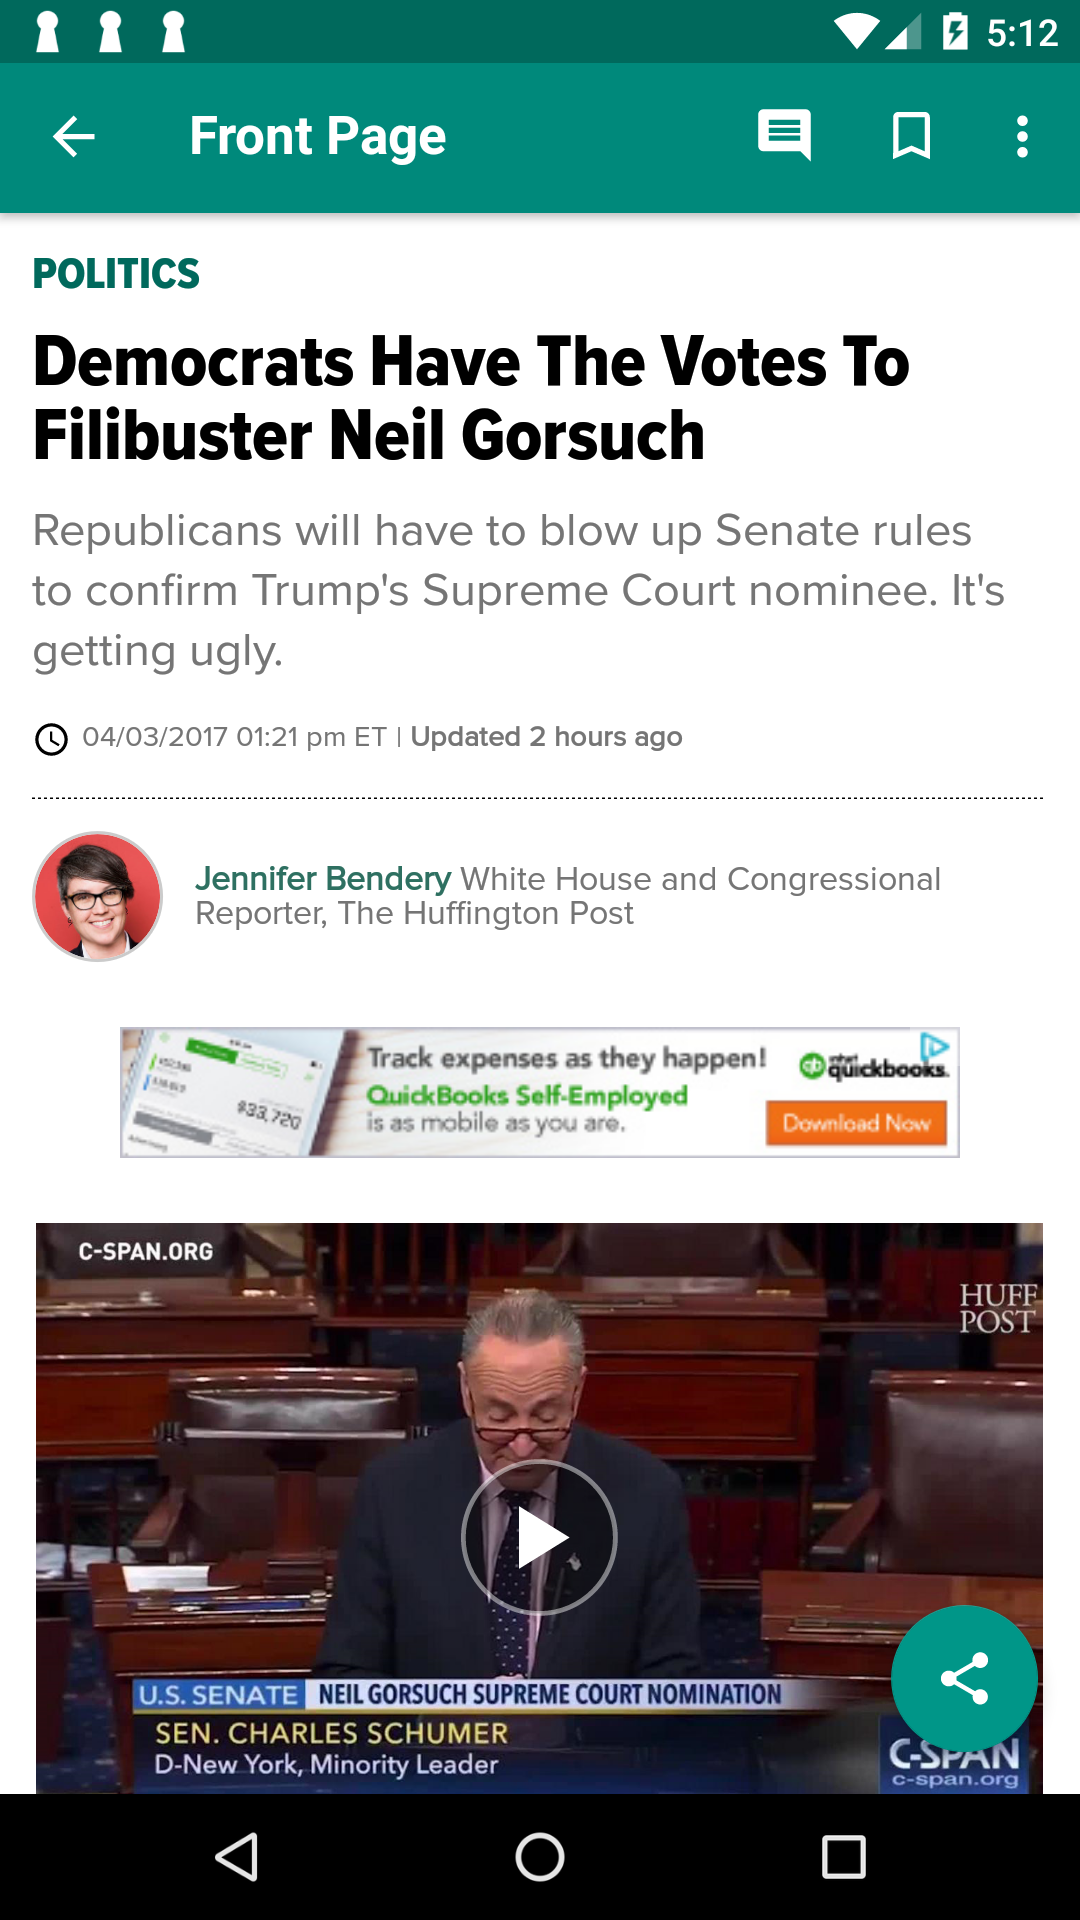 5:12
Front Page
POLITICS
Democrats Have The Votes To
Filibuster Neil Gorsuch
Republicans will have to blow up Senate rules
to confirm Trump's Supreme Court nominee. It's
getting ugly.
04/03/2017 01:21 pm ET | Updated 2 hours ago
Jennifer Bendery White House and Congressional
Reporter, The Huffington Post
Track expenses as they happen!
QuickBooks Self-Employed
is as mobile as you are.
$33,720
intuit
quickbooks.
Download Now
C-SPAN.ORG
HUFF
POST
U.S. SENATE NEIL GORSUCH SUPREME COURT NOMINATION
SEN. CHARLES SCHUMER
D-New York, Minority Leader
C-SPAN
c-span.org